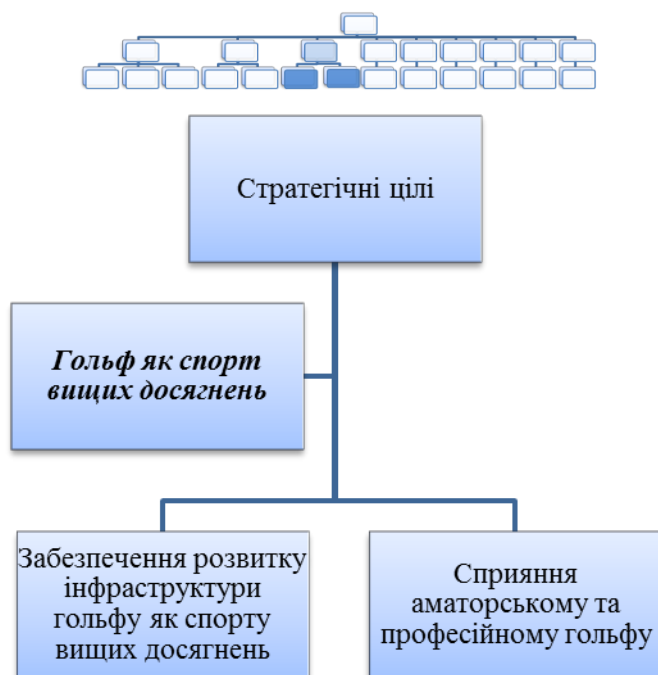 Стратегічні цілі
Гольф як спорт
вищих досягнень
Забезпечення розвитку
інфраструктури
гольфу як спорту
вищих досягнень
Сприяння
аматорському та
професійному гольфу